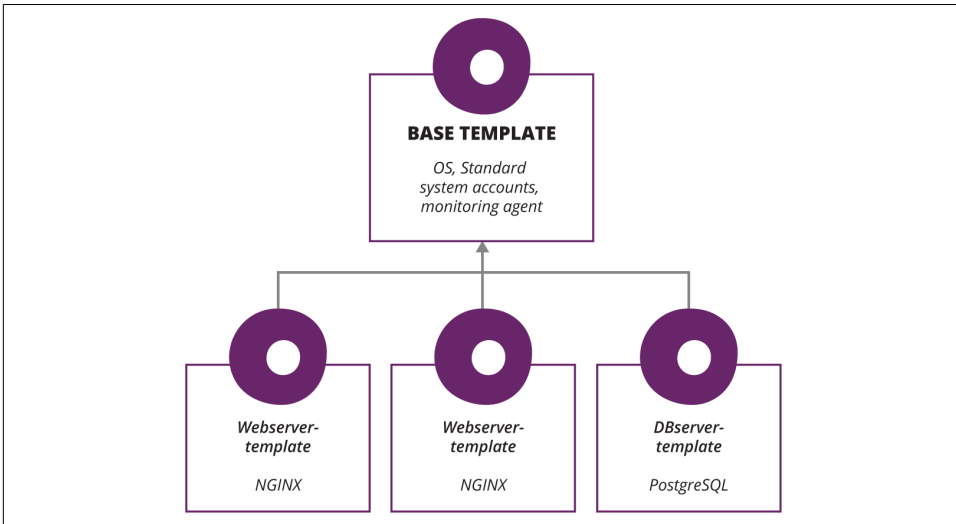 BASE TEMPLATE
OS, Standard
system accounts,
monitoring agent
Webserver-
template
NGINX
Webserver-
template
NGINX
DBserver-
template
PostgreSQL